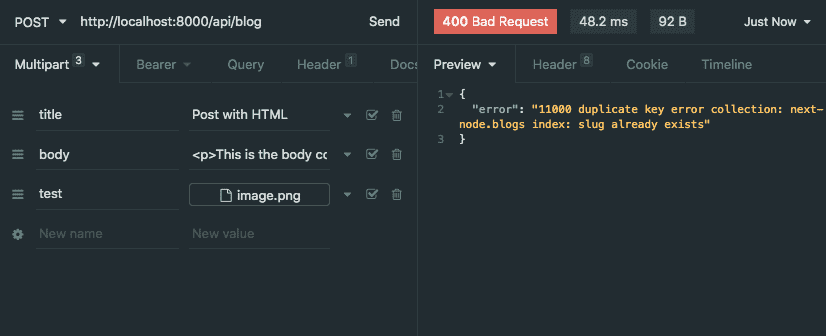 POST http://localhost:8000/api/blog Send
400 Bad Request 48.2 ms 92 B Just Now
Multipart 3 Bearer Query Header 1 Docs
Preview Header 8 Cookie Timeline
title Post with HTML
body <p>This is the body co
test image.png
New name New value
1 {
2 "error": "11000 duplicate key error collection: next-
node.blogs index: slug already exists"
3 }